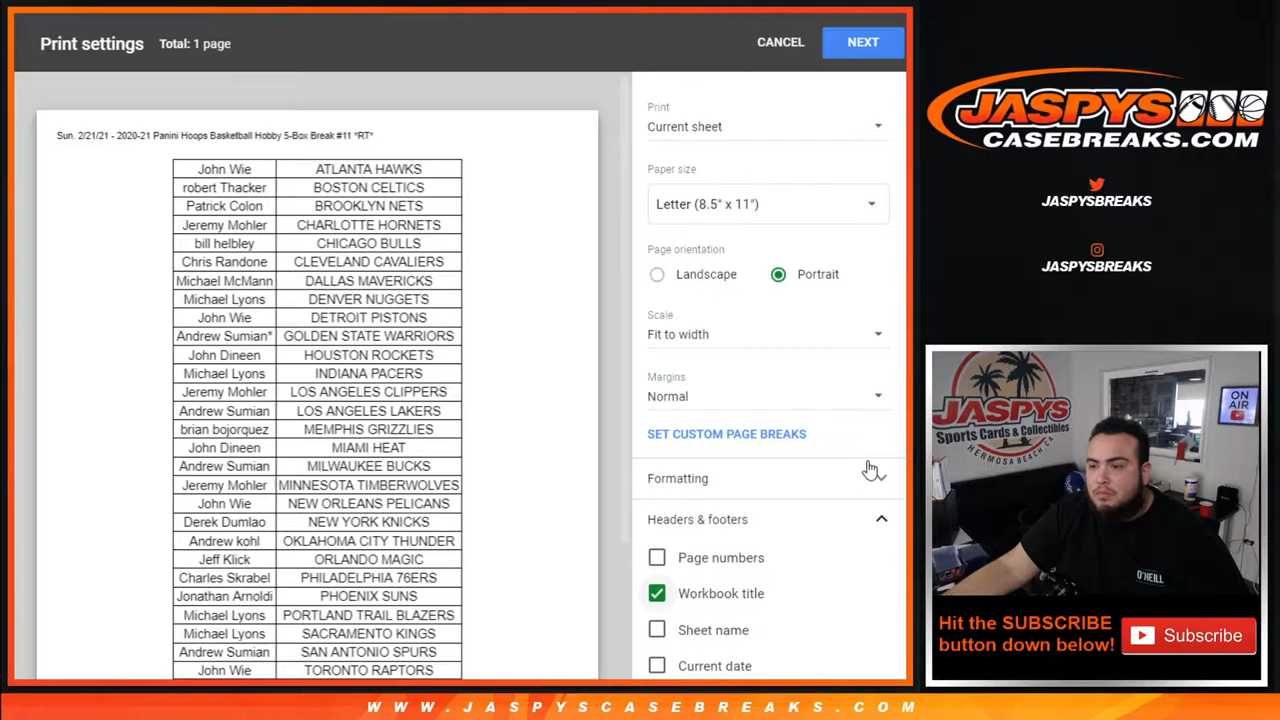 Print settings Total: 1 page
CANCEL NEXT
Sun. 2/21/21 - 2020-21 Panini Hoops Basketball Hobby 5-Box Break #11 *RT*
John Wie ATLANTA HAWKS
robert Thacker BOSTON CELTICS
Patrick Colon BROOKLYN NETS
Jeremy Mohler CHARLOTTE HORNETS
bill helbley CHICAGO BULLS
Chris Randone CLEVELAND CAVALIERS
Michael McMann DALLAS MAVERICKS
Michael Lyons DENVER NUGGETS
John Wie DETROIT PISTONS
Andrew Sumian* GOLDEN STATE WARRIORS
John Dineen HOUSTON ROCKETS
Michael Lyons INDIANA PACERS
Jeremy Mohler LOS ANGELES CLIPPERS
Andrew Sumian LOS ANGELES LAKERS
brian bojorquez MEMPHIS GRIZZLIES
John Dineen MIAMI HEAT
Andrew Sumian MILWAUKEE BUCKS
Jeremy Mohler MINNESOTA TIMBERWOLVES
John Wie NEW ORLEANS PELICANS
Derek Dumlao NEW YORK KNICKS
Andrew kohl OKLAHOMA CITY THUNDER
Jeff Klick ORLANDO MAGIC
Charles Skrabel PHILADELPHIA 76ERS
Jonathan Arnoldi PHOENIX SUNS
Michael Lyons PORTLAND TRAIL BLAZERS
Michael Lyons SACRAMENTO KINGS
Andrew Sumian SAN ANTONIO SPURS
John Wie TORONTO RAPTORS
Print
Current sheet
Paper size
Letter (8.5" x 11")
Page orientation
Landscape Portrait
Scale
Fit to width
Margins
Normal
SET CUSTOM PAGE BREAKS
Formatting
Headers & footers
Page numbers
Workbook title
Sheet name
Current date
JASPYS
CASEBREAKS.COM
JASPYSBREAKS
JASPYSBREAKS
JASPYS
Sports Cards & Collectibles
HERMOSA BEACH CA
ON
AIR
O'NEILL
Hit the SUBSCRIBE
button down below!
Subscribe
WWW.JASPYSCASEBREAKS.COM